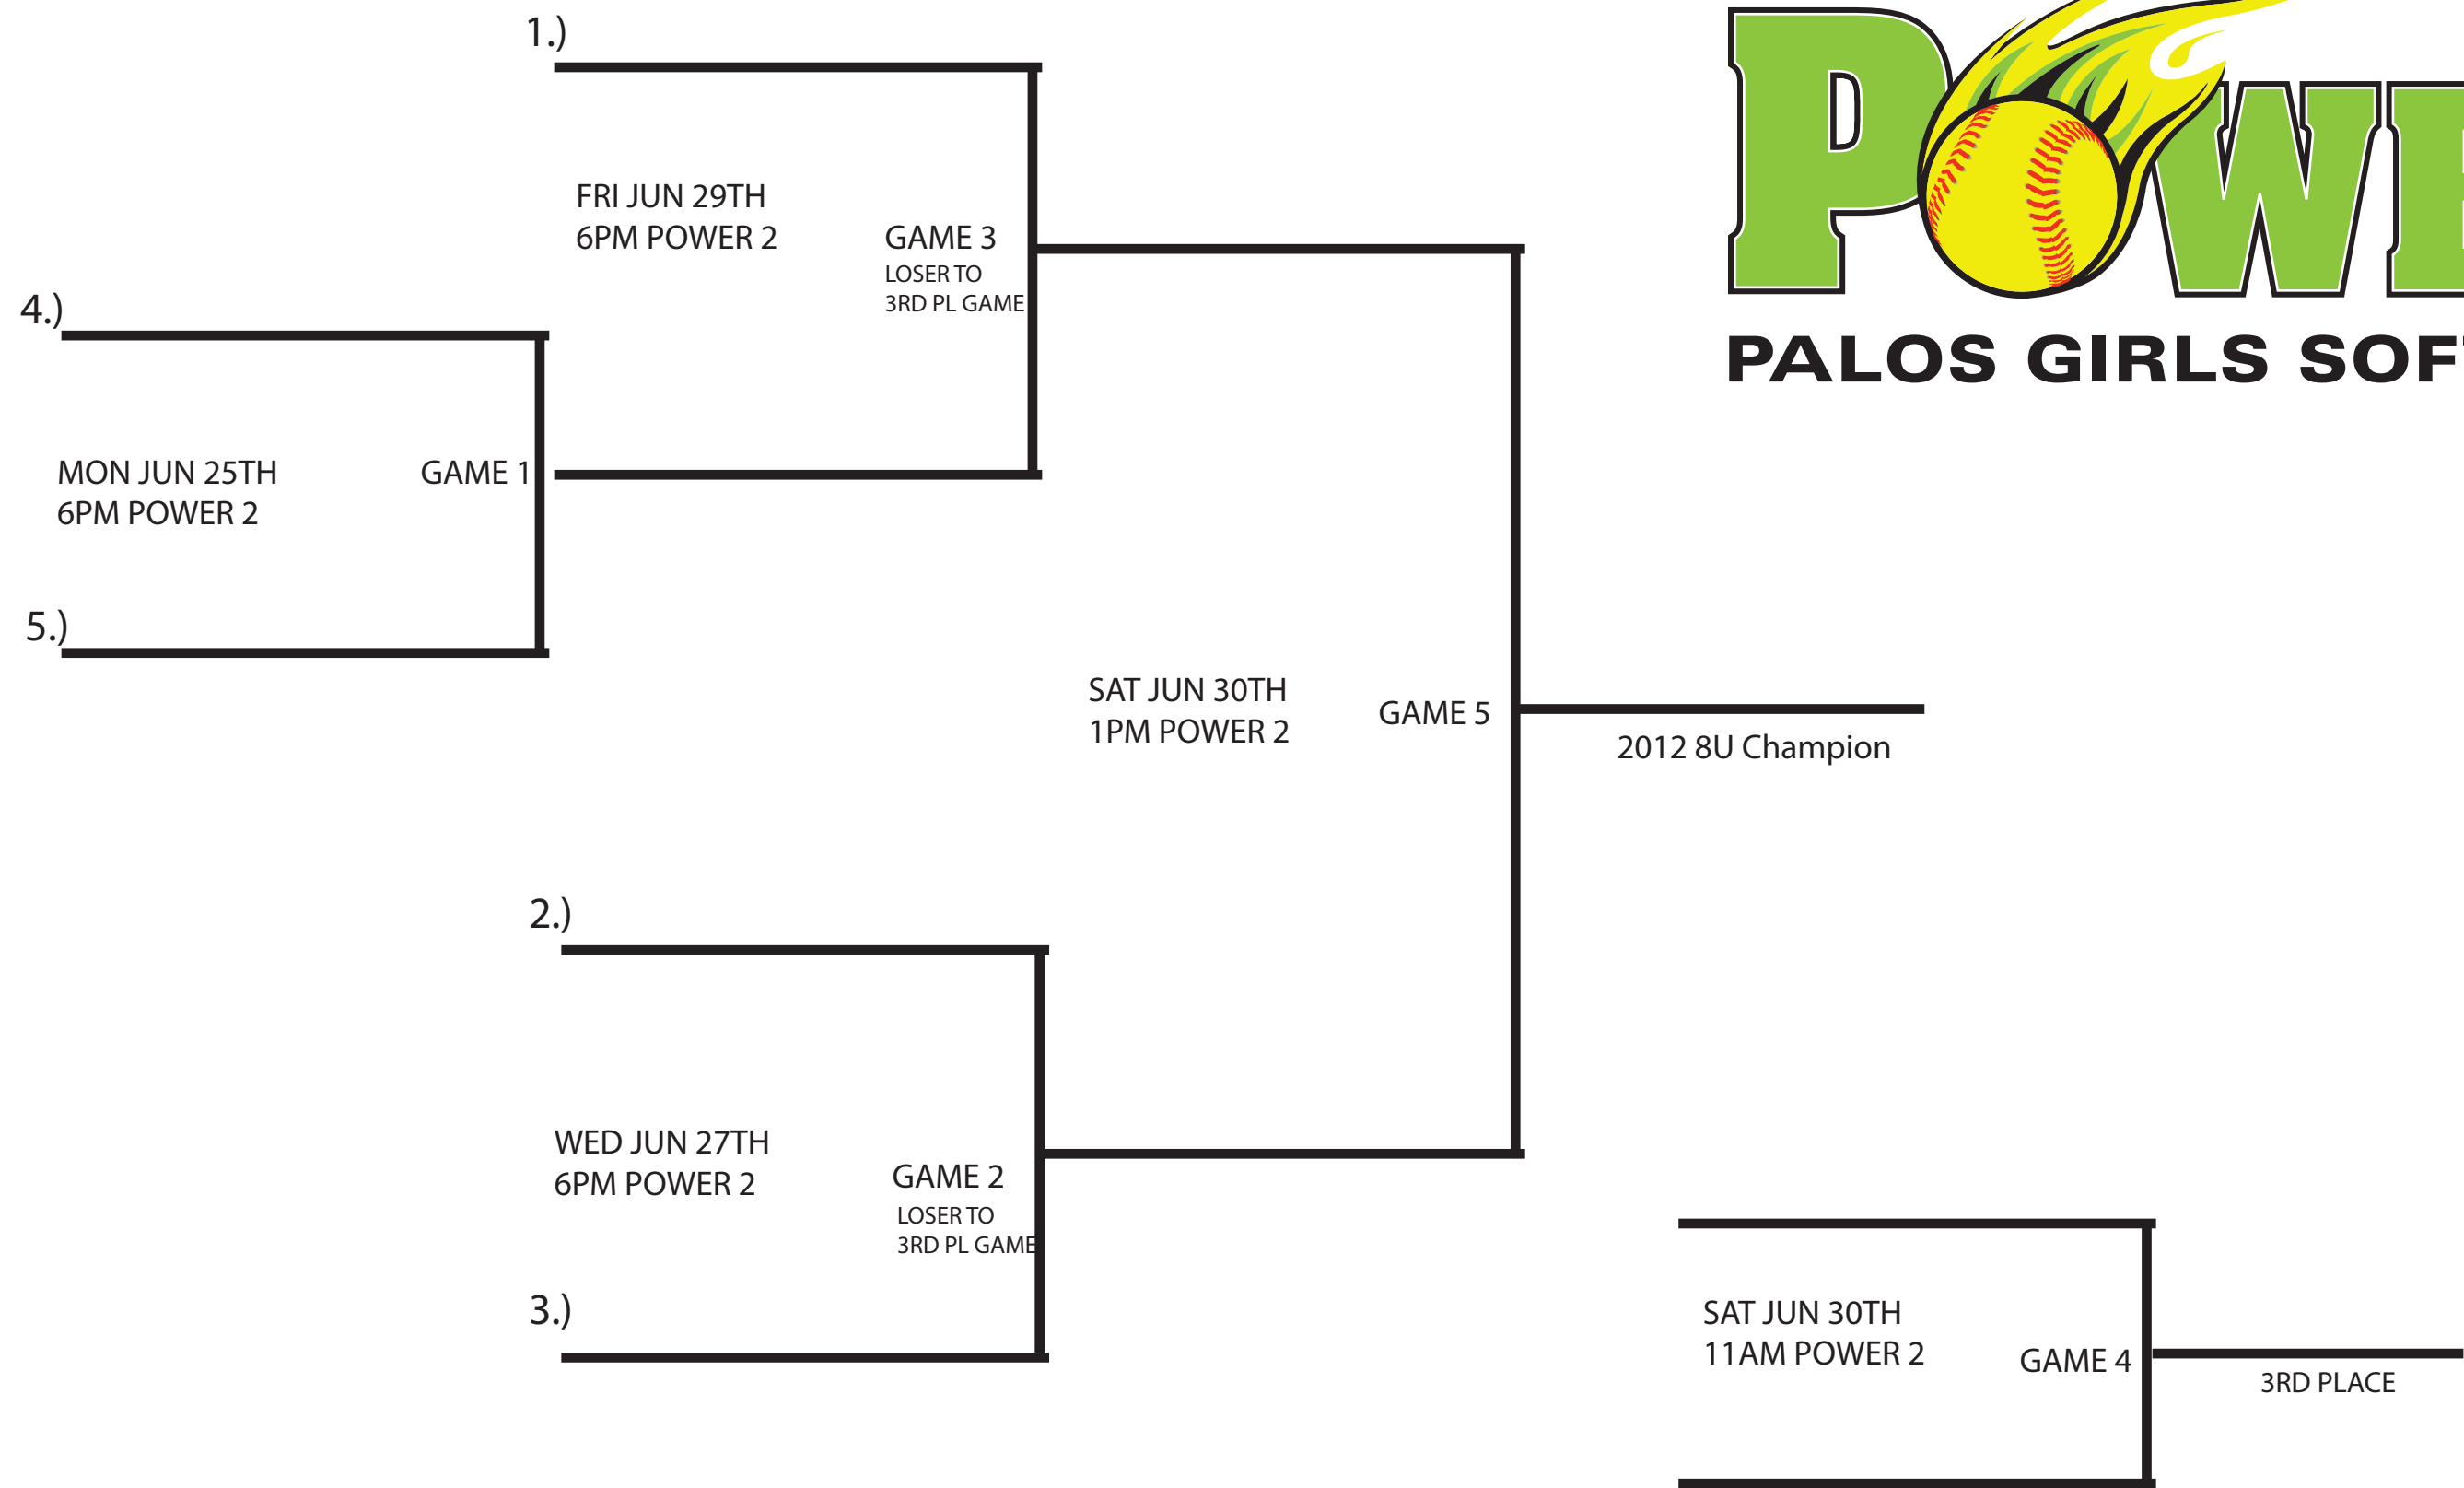 1.)
POWE
PALOS GIRLS SOF
FRI JUN 29TH
6PM POWER 2
GAME 3
LOSER TO
3RD PL GAME
4.)
MON JUN 25TH
6PM POWER 2
GAME 1
5.)
SAT JUN 30TH
1PM POWER 2
GAME 5
2012 8U Champion
2.)
WED JUN 27TH
6PM POWER 2
GAME 2
LOSER TO
3RD PL GAME
3.)
SAT JUN 30TH
11AM POWER 2
GAME 4
3RD PLACE